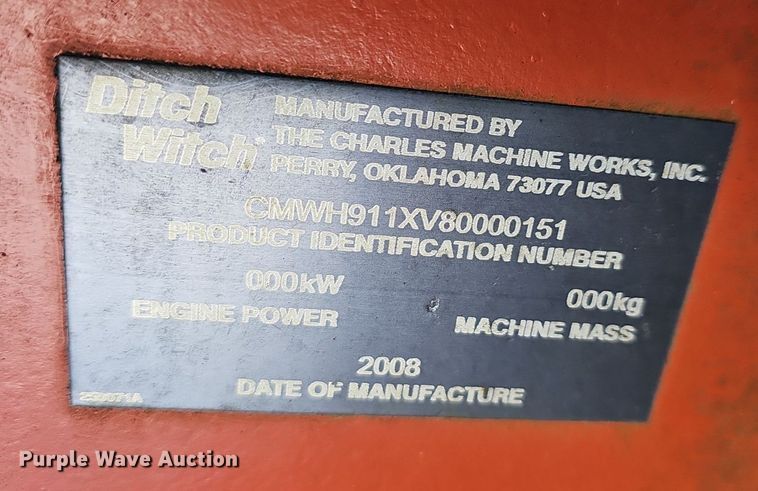 Ditch
Witch®
MANUFACTURED BY
THE CHARLES MACHINE WORKS, INC.
PERRY, OKLAHOMA 73077 USA
CMWH911XV80000151
PRODUCT IDENTIFICATION NUMBER
000kW
ENGINE POWER
000kg
MACHINE MASS
2008
DATE OF MANUFACTURE
Purple Wave Auction